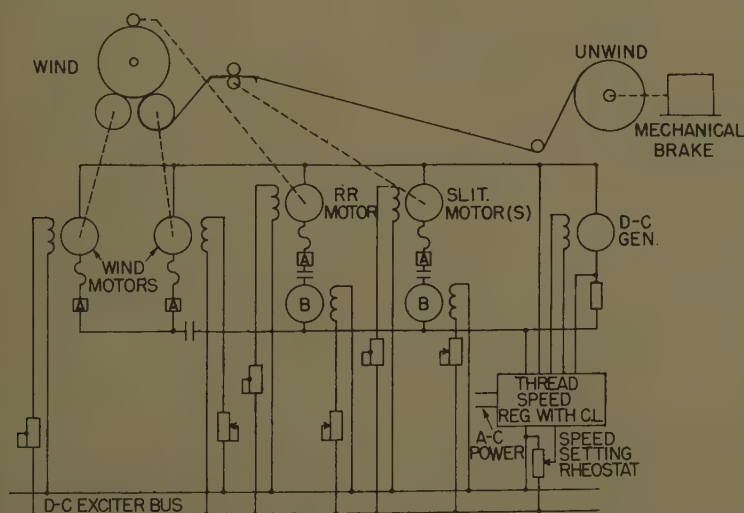 WIND
UNWIND
MECHANICAL
BRAKE
RR
MOTOR
SLIT.
MOTOR(S)
D-C
GEN.
WIND
MOTORS
A
A
A
A
B
B
THREAD
SPEED
REG WITH C.L.
A-C
POWER
SPEED
SETTING
RHEOSTAT
D-C EXCITER BUS